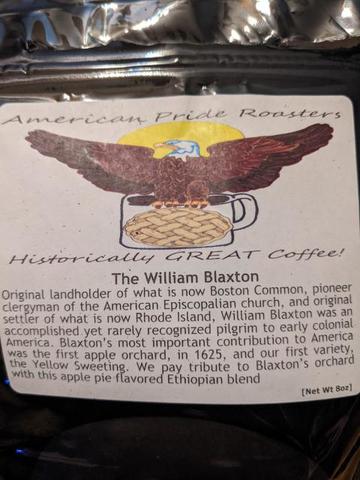 American Pride Roasters
Historically GREAT Coffee!
The William Blaxton
Original landholder of what is now Boston Common, pioneer
clergyman of the American Episcopalian church, and original
settler of what is now Rhode Island, William Blaxton was an
accomplished yet rarely recognized pilgrim to early colonial
America. Blaxton's most important contribution to America
was the first apple orchard, in 1625, and our first variety,
the Yellow Sweeting. We pay tribute to Blaxton's orchard
with this apple pie flavored Ethiopian blend
[Net Wt 8oz]